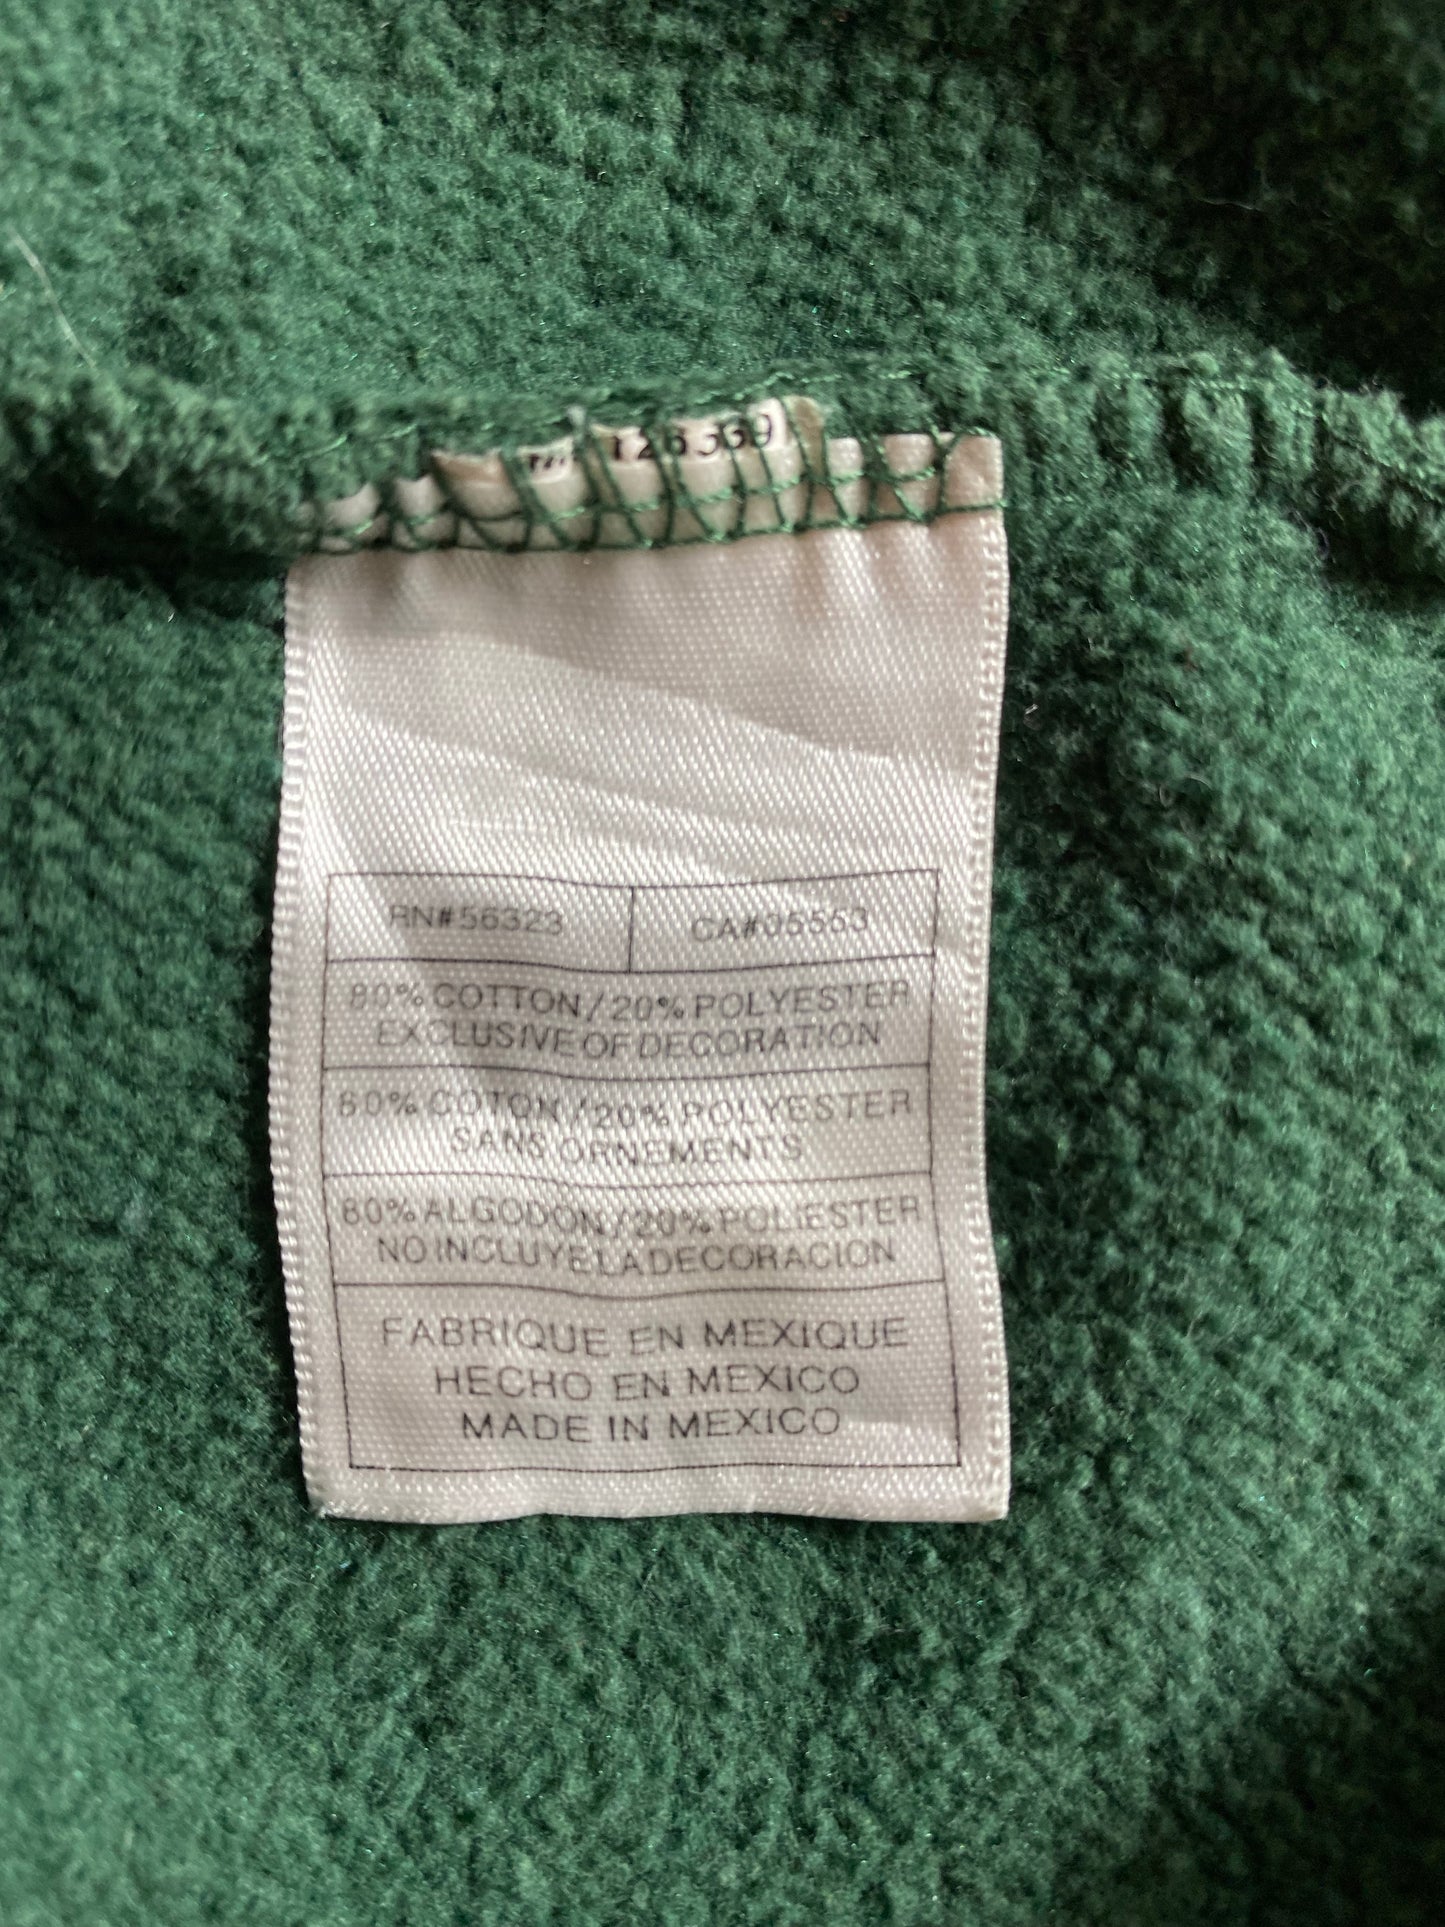 RN#56323 CA#05553
80% COTTON/20% POLYESTER
EXCLUSIVE OF DECORATION
80% COTON/20% POLYESTER
SANS ORNEMENTS
80% ALGODON/20% POLIESTER
NO INCLUYE LA DECORACION
FABRIQUE EN MEXIQUE
HECHO EN MEXICO
MADE IN MEXICO